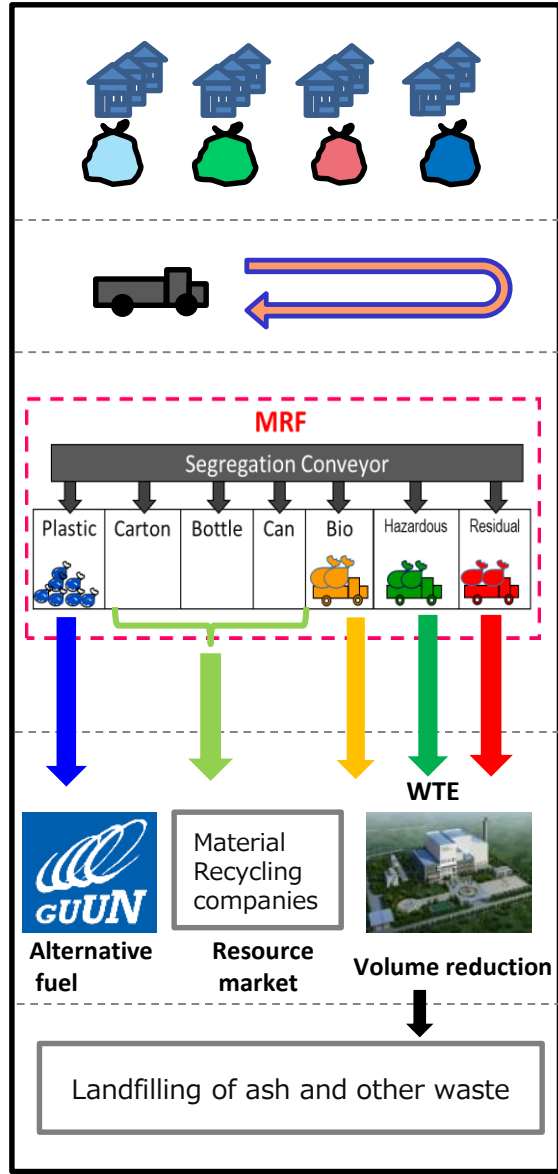 MRF
Segregation Conveyor
Plastic Carton Bottle Can Bio Hazardous Residual
WTE
GUUN
Material
Recycling
companies
Alternative
fuel
Resource
market
Volume reduction
Landfilling of ash and other waste